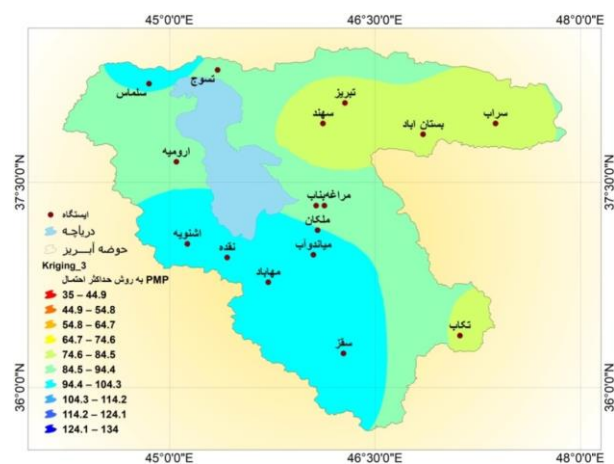 45°0'0"E 46°30'0"E 48°0'0"E
تسوج
سلماس
تبریز
سهند
سراب
بستان اباد
ارومیه
37°30'0"N
37°30'0"N
مراغه
بناب
ملکان
اشنویه
نقده
میاندوآب
مهاباد
تکاب
سقز
36°0'0"N
36°0'0"N
ایستگاه
دریاچه
حوضه آبـــریز
Kriging_3
PMP به روش حداکثر احتمال
35 – 44.9
44.9 – 54.8
54.8 – 64.7
64.7 – 74.6
74.6 – 84.5
84.5 – 94.4
94.4 – 104.3
104.3 – 114.2
114.2 – 124.1
124.1 – 134
45°0'0"E 46°30'0"E 48°0'0"E